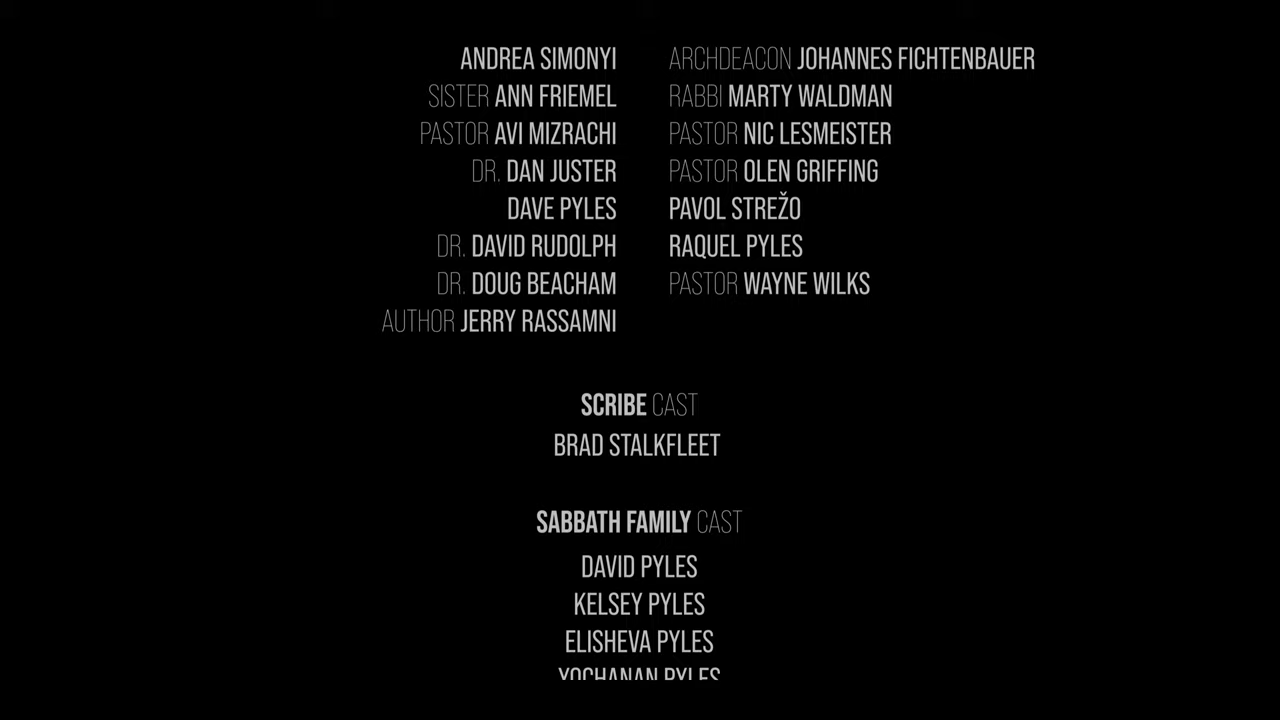 ANDREA SIMONYI
SISTER ANN FRIEMEL
PASTOR AVI MIZRACHI
DR. DAN JUSTER
DAVE PYLES
DR. DAVID RUDOLPH
DR. DOUG BEACHAM
AUTHOR JERRY RASSAMNI
ARCHDEACON JOHANNES FICHTENBAUER
RABBI MARTY WALDMAN
PASTOR NIC LESMEISTER
PASTOR OLEN GRIFFING
PAVOL STREŽO
RAQUEL PYLES
PASTOR WAYNE WILKS
SCRIBE CAST
BRAD STALKFLEET
SABBATH FAMILY CAST
DAVID PYLES
KELSEY PYLES
ELISHEVA PYLES
YOCHANAN PYLES